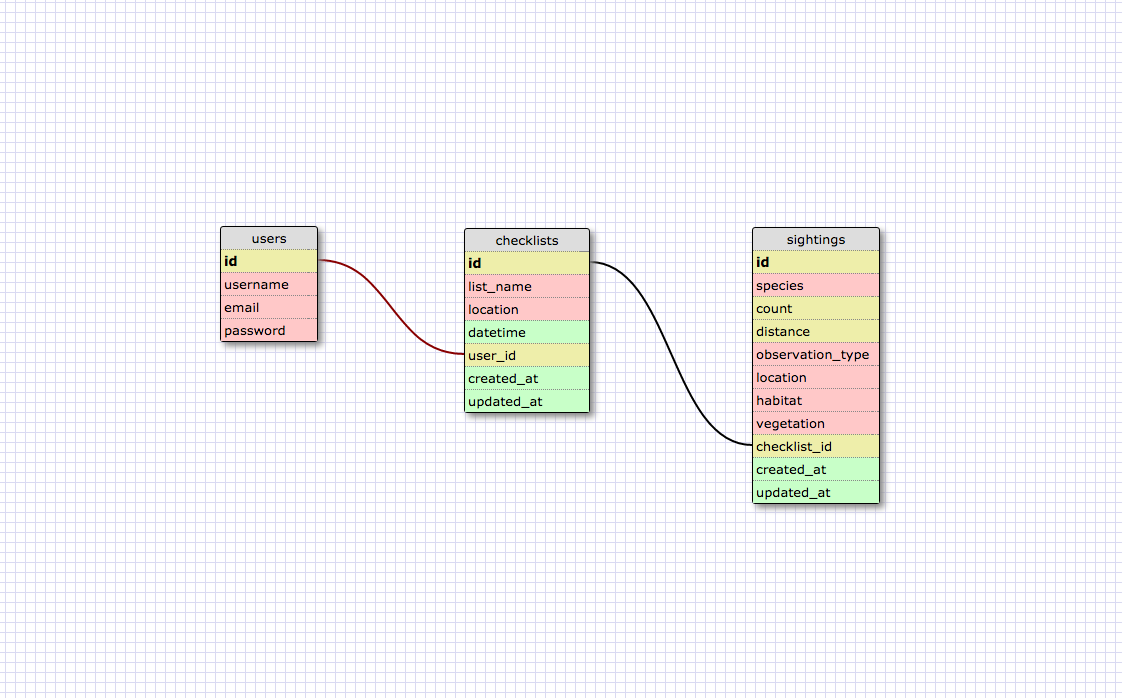 users
id
username
email
password
checklists
id
list_name
location
datetime
user_id
created_at
updated_at
sightings
id
species
count
distance
observation_type
location
habitat
vegetation
checklist_id
created_at
updated_at